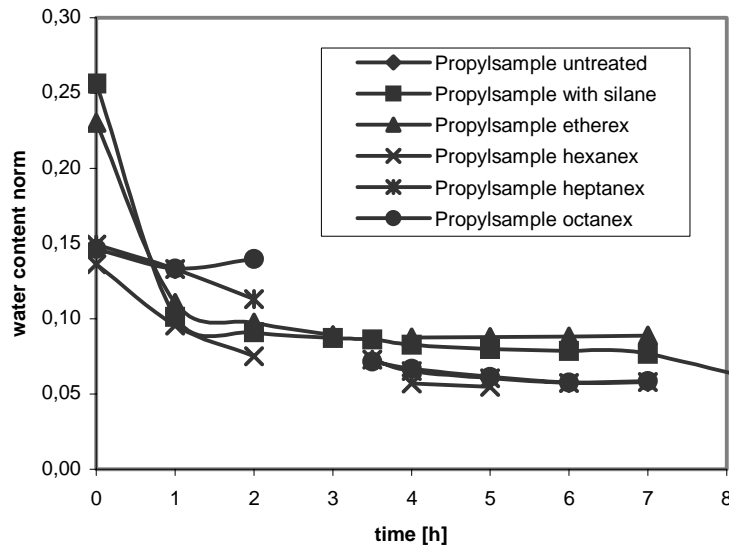 0,30
0,25
0,20
0,15
0,10
0,05
0,00
water content norm
Propylsample untreated
Propylsample with silane
Propylsample etherex
Propylsample hexanex
Propylsample heptanex
Propylsample octanex
0 1 2 3 4 5 6 7 8
time [h]